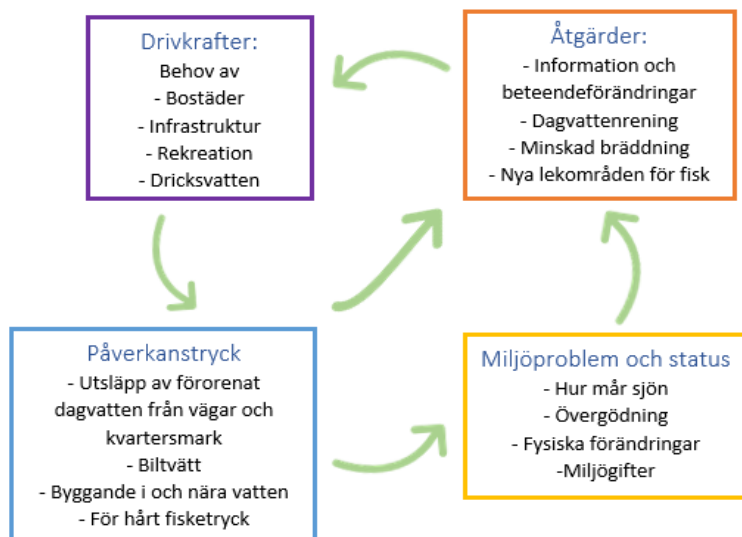 Drivkrafter:
Behov av
- Bostäder
- Infrastruktur
- Rekreation
- Dricksvatten
Åtgärder:
- Information och
beteendeförändringar
- Dagvattenrening
- Minskad bräddning
- Nya lekområden för fisk
Påverkanstryck
- Utsläpp av förorenat
dagvatten från vägar och
kvartersmark
- Biltvätt
- Byggande i och nära vatten
- För hårt fisketryck
Miljöproblem och status
- Hur mår sjön
- Övergödning
- Fysiska förändringar
-Miljögifter